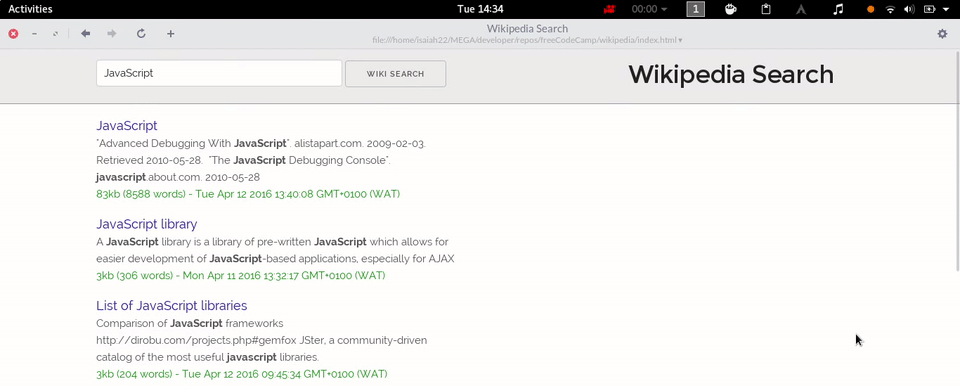 Activities
Tue 14:34
00:00
1
Wikipedia Search
file:///home/isaiah22/MEGA/developer/repos/freeCodeCamp/wikipedia/index.html
JavaScript
WIKI SEARCH
Wikipedia Search
JavaScript
"Advanced Debugging With JavaScript". alistapart.com. 2009-02-03.
Retrieved 2010-05-28. "The JavaScript Debugging Console".
javascript.about.com. 2010-05-28
83kb (8588 words) - Tue Apr 12 2016 13:40:08 GMT+0100 (WAT)
JavaScript library
A JavaScript library is a library of pre-written JavaScript which allows for
easier development of JavaScript-based applications, especially for AJAX
3kb (306 words) - Mon Apr 11 2016 13:32:17 GMT+0100 (WAT)
List of JavaScript libraries
Comparison of JavaScript frameworks
http://dirobu.com/projects.php#gemfox JSter, a community-driven
catalog of the most useful javascript libraries.
3kb (204 words) - Tue Apr 12 2016 09:45:34 GMT+0100 (WAT)